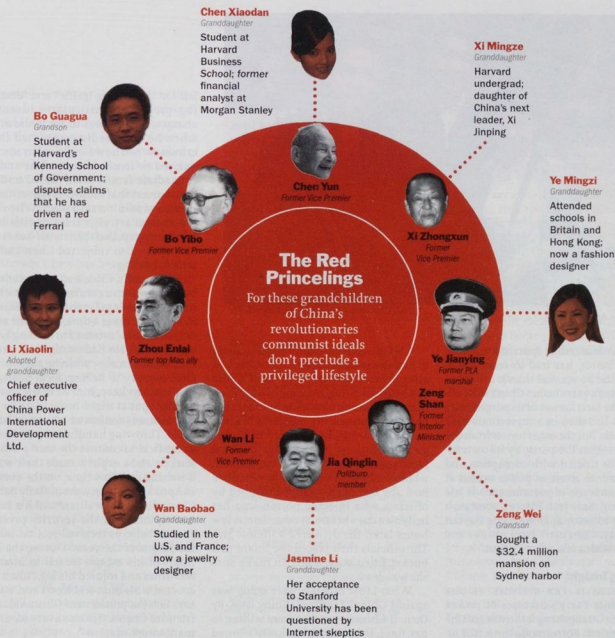 Chen Xiaodan
Granddaughter
Student at
Harvard
Business
School; former
financial
analyst at
Morgan Stanley
Xi Mingze
Granddaughter
Harvard
undergrad;
daughter of
China's next
leader, Xi
Jinping
Bo Guagua
Grandson
Student at
Harvard's
Kennedy School
of Government;
disputes claims
that he has
driven a red
Ferrari
Ye Mingzi
Granddaughter
Attended
schools in
Britain and
Hong Kong;
now a fashion
designer
Chen Yun
Former Vice Premier
Bo Yibo
Former Vice Premier
Xi Zhongxun
Former
Vice Premier
The Red
Princelings
For these grandchildren
of China's
revolutionaries
communist ideals
don't preclude a
privileged lifestyle
Zhou Enlai
Former top Mao ally
Ye Jianying
Former PLA
marshal
Li Xiaolin
Adopted
granddaughter
Chief executive
officer of
China Power
International
Development
Ltd.
Wan Li
Former
Vice Premier
Jia Qinglin
Politburo
member
Zeng
Shan
Former
Interior
Minister
Wan Baobao
Granddaughter
Studied in the
U.S. and France;
now a jewelry
designer
Jasmine Li
Granddaughter
Her acceptance
to Stanford
University has been
questioned by
Internet skeptics
Zeng Wei
Grandson
Bought a
$32.4 million
mansion on
Sydney harbor